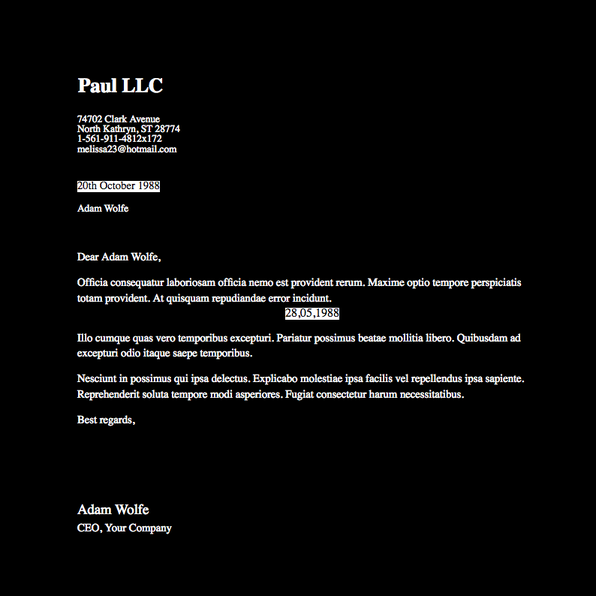 Paul LLC
74702 Clark Avenue
North Kathryn, ST 28774
1-561-911-4812x172
melissa23@hotmail.com
20th October 1988
Adam Wolfe
Dear Adam Wolfe,
Officia consequatur laboriosam officia nemo est provident rerum. Maxime optio tempore perspiciatis
totam provident. At quisquam repudiandae error incidunt.
28,05,1988
Illo cumque quas vero temporibus excepturi. Pariatur possimus beatae mollitia libero. Quibusdam ad
excepturi odio itaque saepe temporibus.
Nesciunt in possimus qui ipsa delectus. Explicabo molestiae ipsa facilis vel repellendus ipsa sapiente.
Reprehenderit soluta tempore modi asperiores. Fugiat consectetur harum necessitatibus.
Best regards,
Adam Wolfe
CEO, Your Company